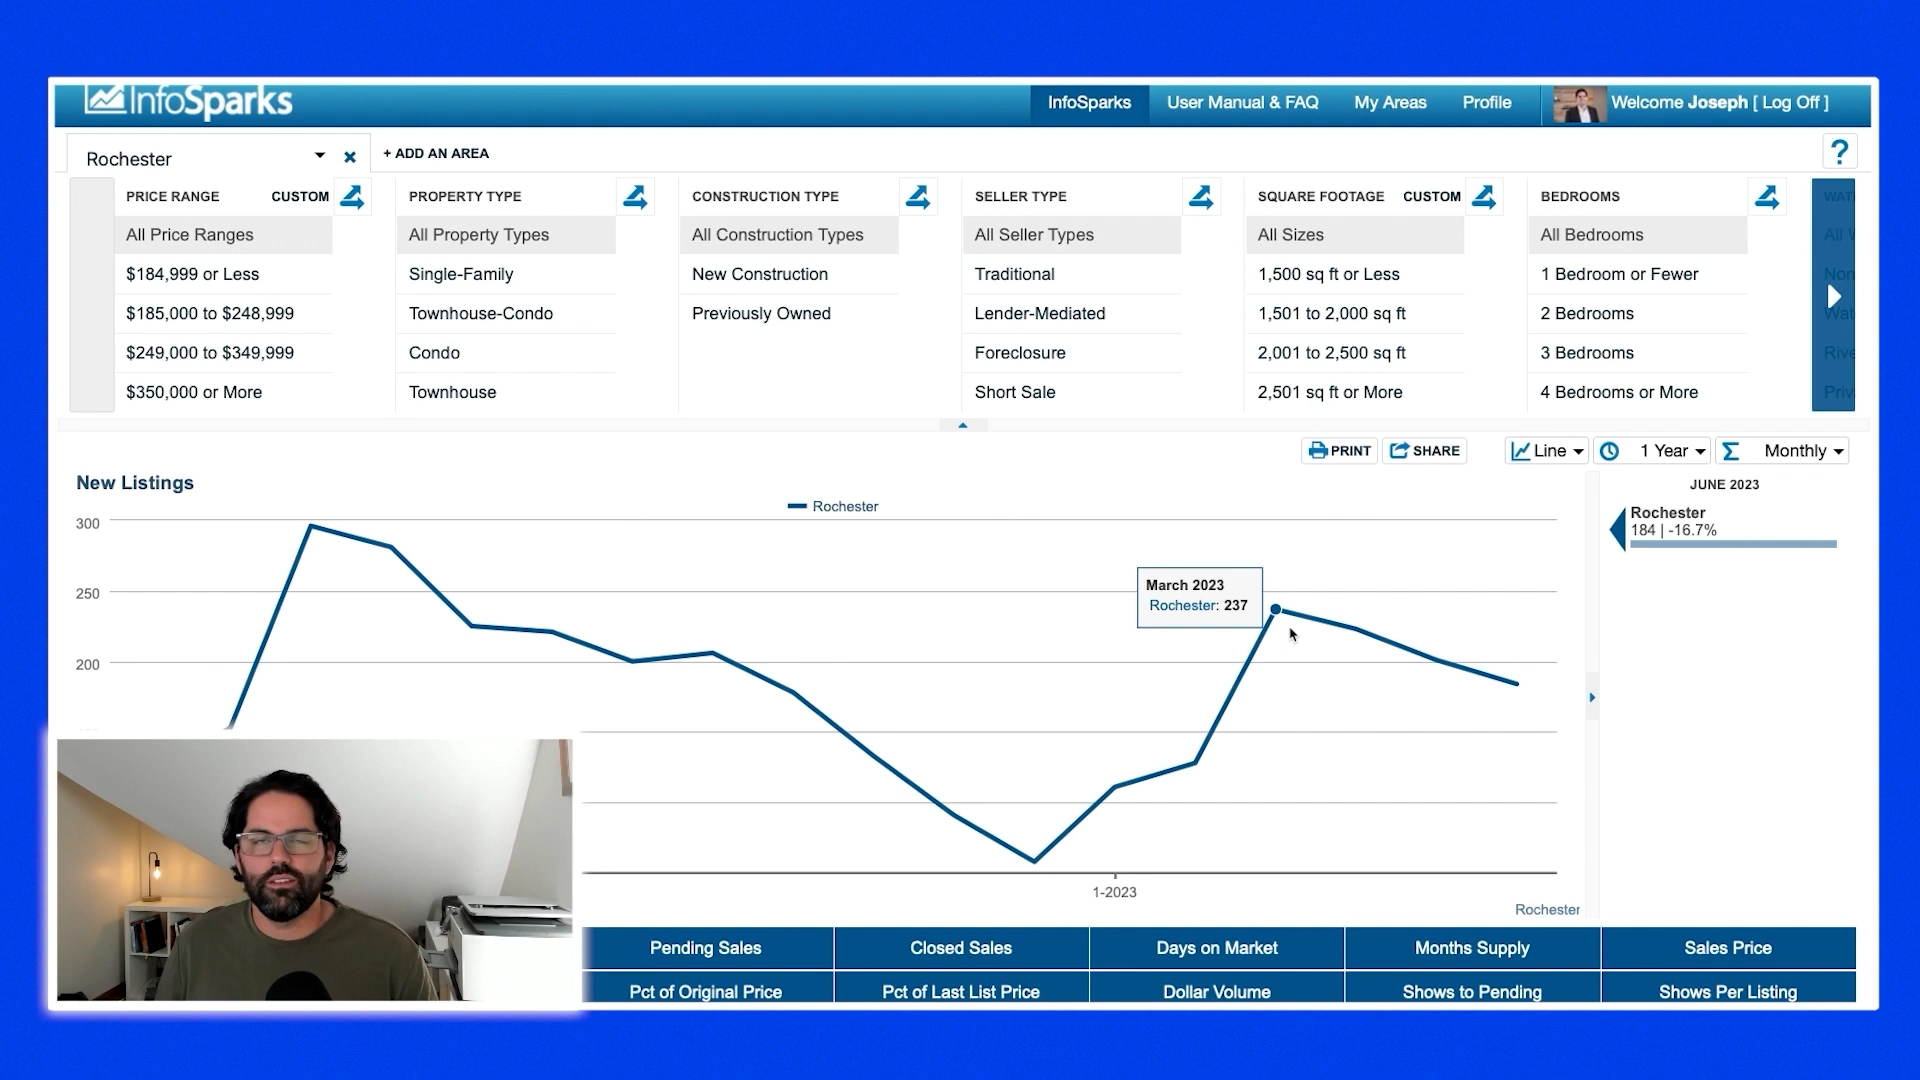 InfoSparks
InfoSparks User Manual & FAQ My Areas Profile Welcome Joseph [ Log Off ]
Rochester + ADD AN AREA ?
PRICE RANGE CUSTOM PROPERTY TYPE CONSTRUCTION TYPE SELLER TYPE SQUARE FOOTAGE CUSTOM BEDROOMS
All Price Ranges All Property Types All Construction Types All Seller Types All Sizes All Bedrooms
$184,999 or Less Single-Family New Construction Traditional 1,500 sq ft or Less 1 Bedroom or Fewer
$185,000 to $248,999 Townhouse-Condo Previously Owned Lender-Mediated 1,501 to 2,000 sq ft 2 Bedrooms
$249,000 to $349,999 Condo Foreclosure 2,001 to 2,500 sq ft 3 Bedrooms
$350,000 or More Townhouse Short Sale 2,501 sq ft or More 4 Bedrooms or More
PRINT SHARE Line 1 Year Monthly
New Listings
JUNE 2023
Rochester
Rochester
184 | -16.7%
300
March 2023
Rochester: 237
250
200
1-2023
Rochester
Pending Sales Closed Sales Days on Market Months Supply Sales Price
Pct of Original Price Pct of Last List Price Dollar Volume Shows to Pending Shows Per Listing